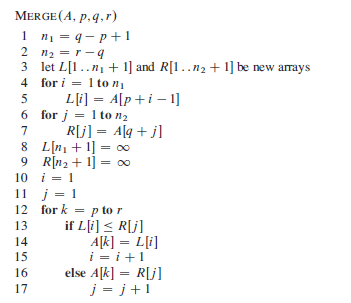 MERGE(A, p, q, r)
1 n₁ = q − p + 1
2 n₂ = r − q
3 let L[1 . . n₁ + 1] and R[1 . . n₂ + 1] be new arrays
4 for i = 1 to n₁
5 L[i] = A[p + i − 1]
6 for j = 1 to n₂
7 R[j] = A[q + j]
8 L[n₁ + 1] = ∞
9 R[n₂ + 1] = ∞
10 i = 1
11 j = 1
12 for k = p to r
13 if L[i] ≤ R[j]
14 A[k] = L[i]
15 i = i + 1
16 else A[k] = R[j]
17 j = j + 1